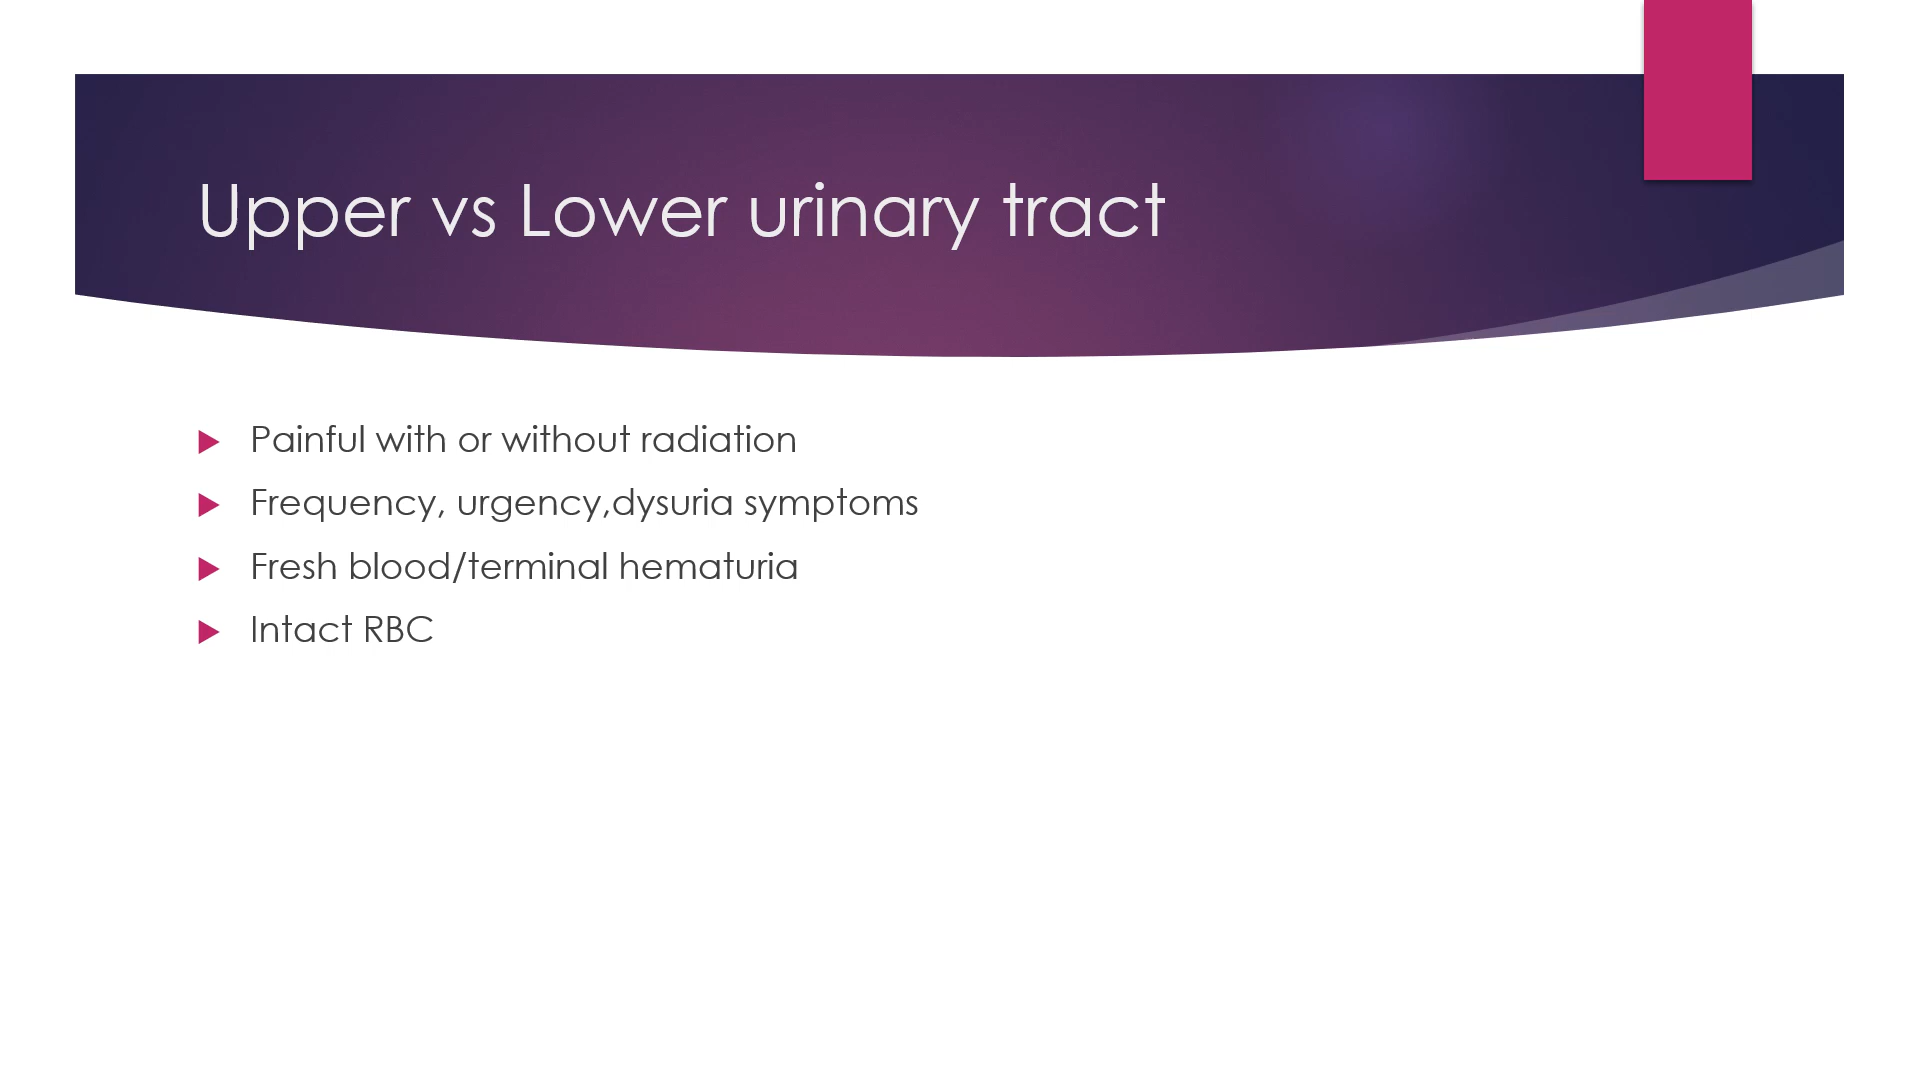 Upper vs Lower urinary tract
Painful with or without radiation
Frequency, urgency,dysuria symptoms
Fresh blood/terminal hematuria
Intact RBC